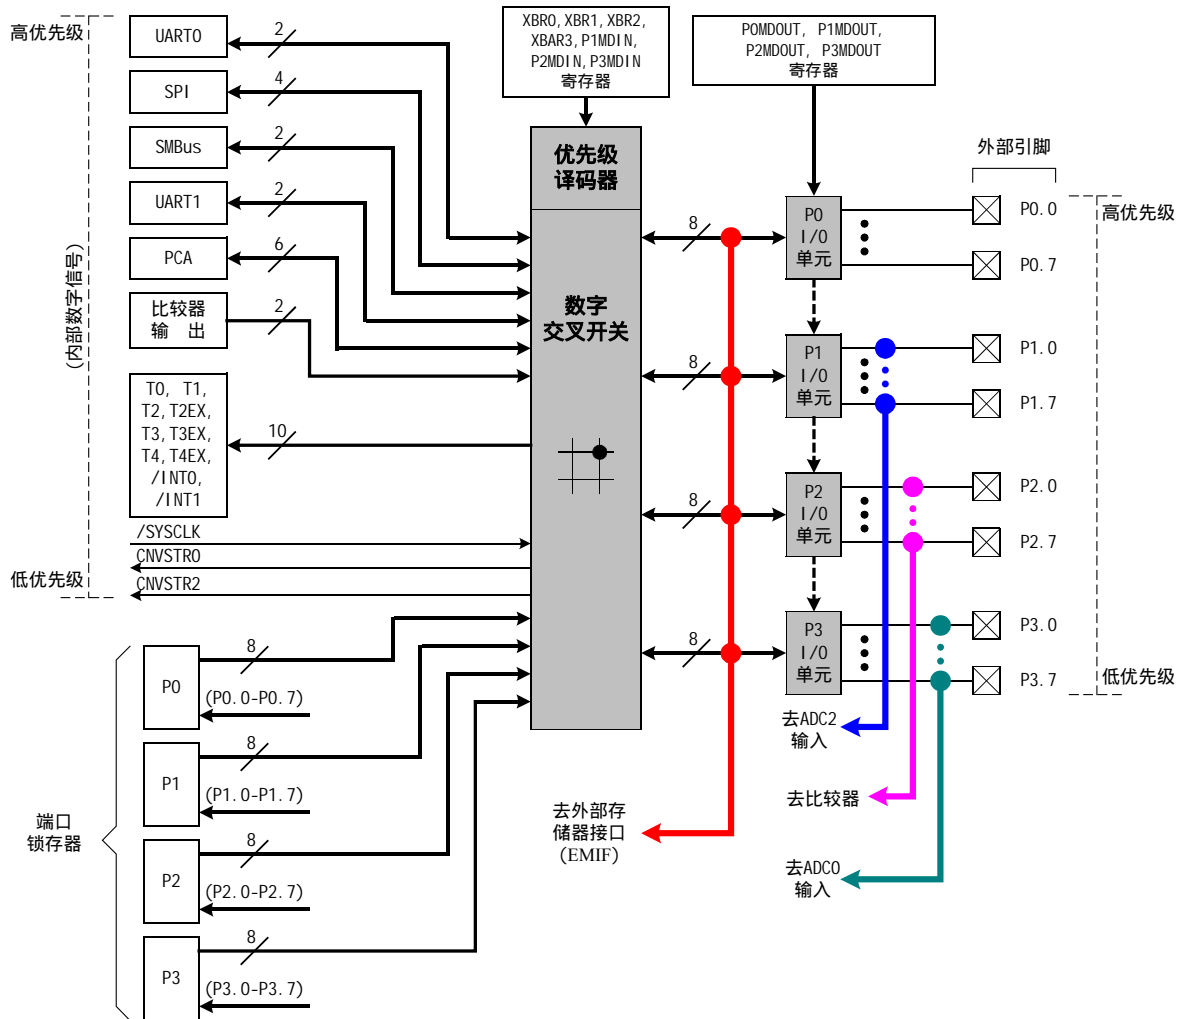 高优先级
UART0
2
SPI
4
SMBus
2
UART1
2
PCA
6
比较器
输 出
2
T0, T1,
T2,T2EX,
T3,T3EX,
T4,T4EX,
/INT0,
/INT1
10
/SYSCLK
CNVSTR0
CNVSTR2
低优先级
(内部数字信号)
XBR0,XBR1,XBR2,
XBAR3,P1MDIN,
P2MDIN,P3MDIN
寄存器
P0MDOUT, P1MDOUT,
P2MDOUT, P3MDOUT
寄存器
优先级
译码器
数字
交叉开关
8
8
8
8
P0
I/O
单元
P1
I/O
单元
P2
I/O
单元
P3
I/O
单元
外部引脚
P0.0
P0.7
P1.0
P1.7
P2.0
P2.7
P3.0
P3.7
高优先级
低优先级
去ADC2
输入
去比较器
去ADC0
输入
去外部存
储器接口
(EMIF)
端口
锁存器
P0
8
(P0.0-P0.7)
P1
8
(P1.0-P1.7)
P2
8
(P2.0-P2.7)
P3
8
(P3.0-P3.7)